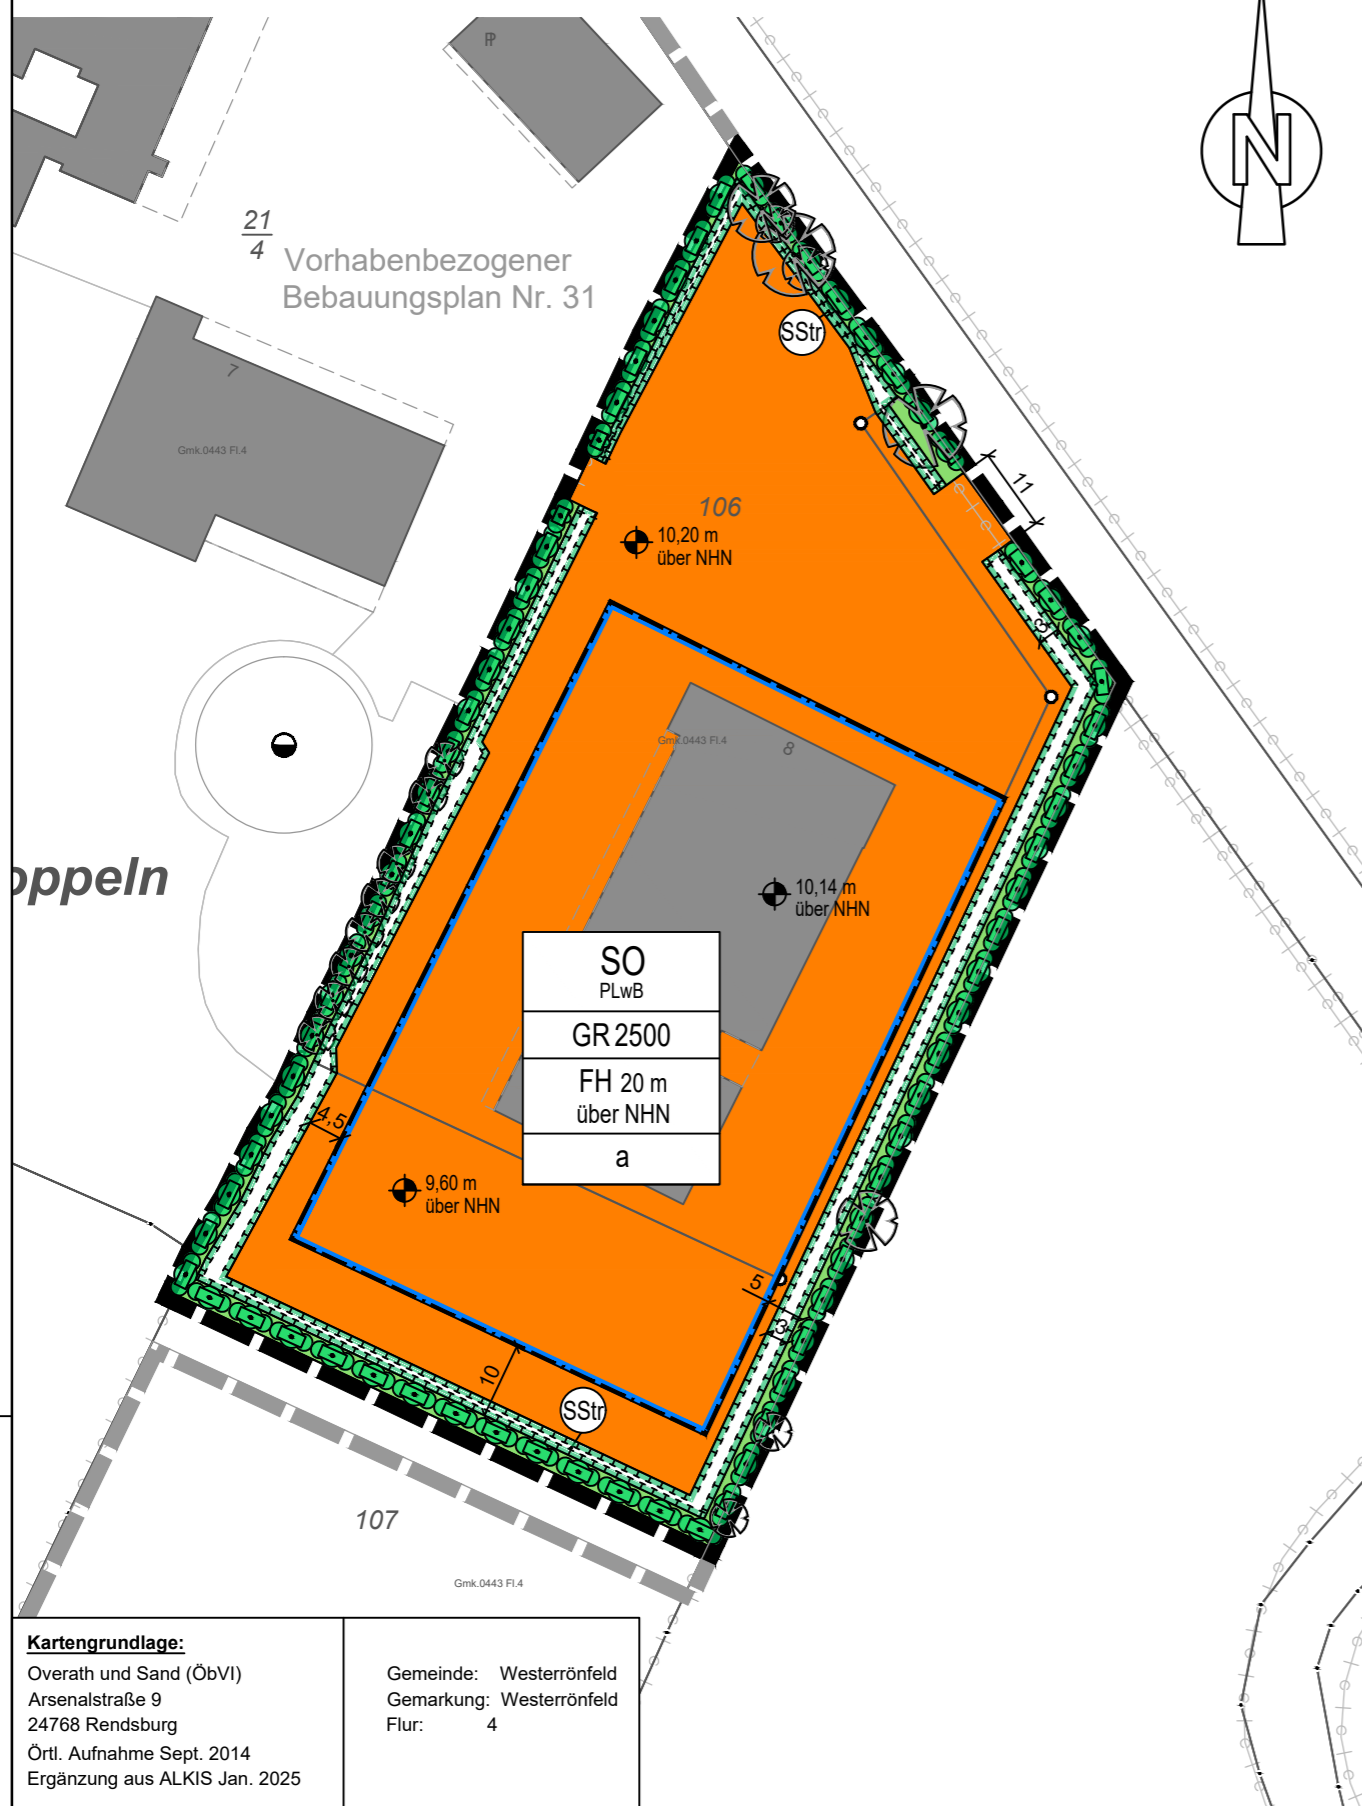 N
21
4
Vorhabenbezogener
Bebauungsplan Nr. 31
SStr
7
Gmk.0443 Fl.4
11
106
10,20 m
über NHN
3
Gmk.0443 Fl.4
8
oppeln
10,14 m
über NHN
SO
PLwB
GR 2500
FH 20 m
über NHN
a
4,5
9,60 m
über NHN
5
3
10
SStr
107
Gmk.0443 Fl.4
Kartengrundlage:
Overath und Sand (ÖbVI)
Arsenalstraße 9
24768 Rendsburg
Örtl. Aufnahme Sept. 2014
Ergänzung aus ALKIS Jan. 2025
Gemeinde: Westerrönfeld
Gemarkung: Westerrönfeld
Flur: 4